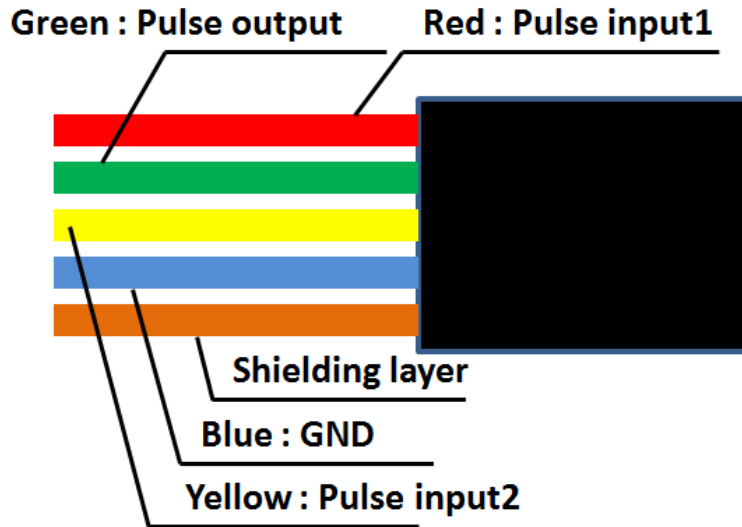 Green : Pulse output
Red : Pulse input1
Shielding layer
Blue : GND
Yellow : Pulse input2